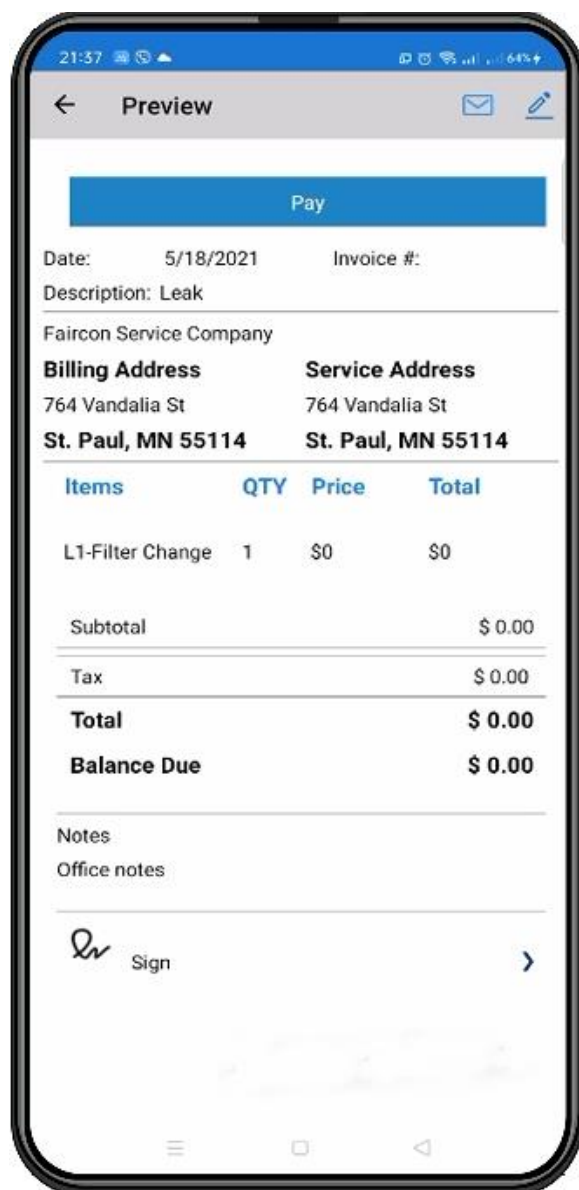 21:37 64%
Preview
Pay
Date: 5/18/2021 Invoice #:
Description: Leak
Faircon Service Company
Billing Address Service Address
764 Vandalia St 764 Vandalia St
St. Paul, MN 55114 St. Paul, MN 55114
Items QTY Price Total
L1-Filter Change 1 $0 $0
Subtotal $ 0.00
Tax $ 0.00
Total $ 0.00
Balance Due $ 0.00
Notes
Office notes
Sign